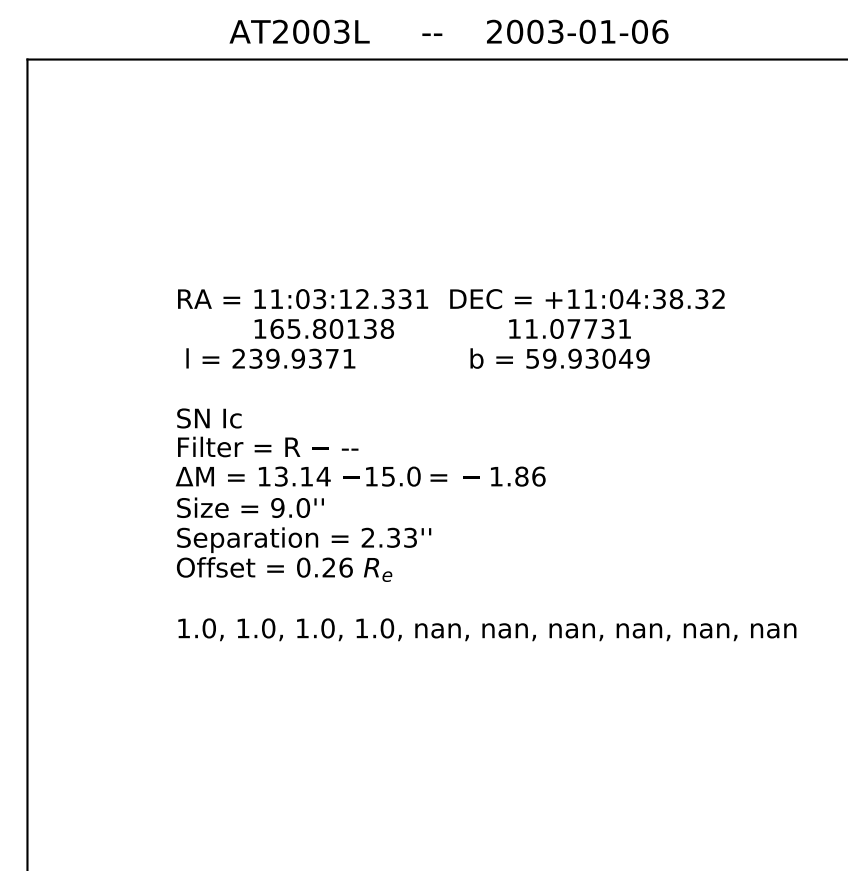 AT2003L -- 2003-01-06
RA = 11:03:12.331 DEC = +11:04:38.32
165.80138 11.07731
l = 239.9371 b = 59.93049
SN Ic
Filter = R − --
ΔM = 13.14 −15.0 = − 1.86
Size = 9.0''
Separation = 2.33''
Offset = 0.26 Rₑ
1.0, 1.0, 1.0, 1.0, nan, nan, nan, nan, nan, nan